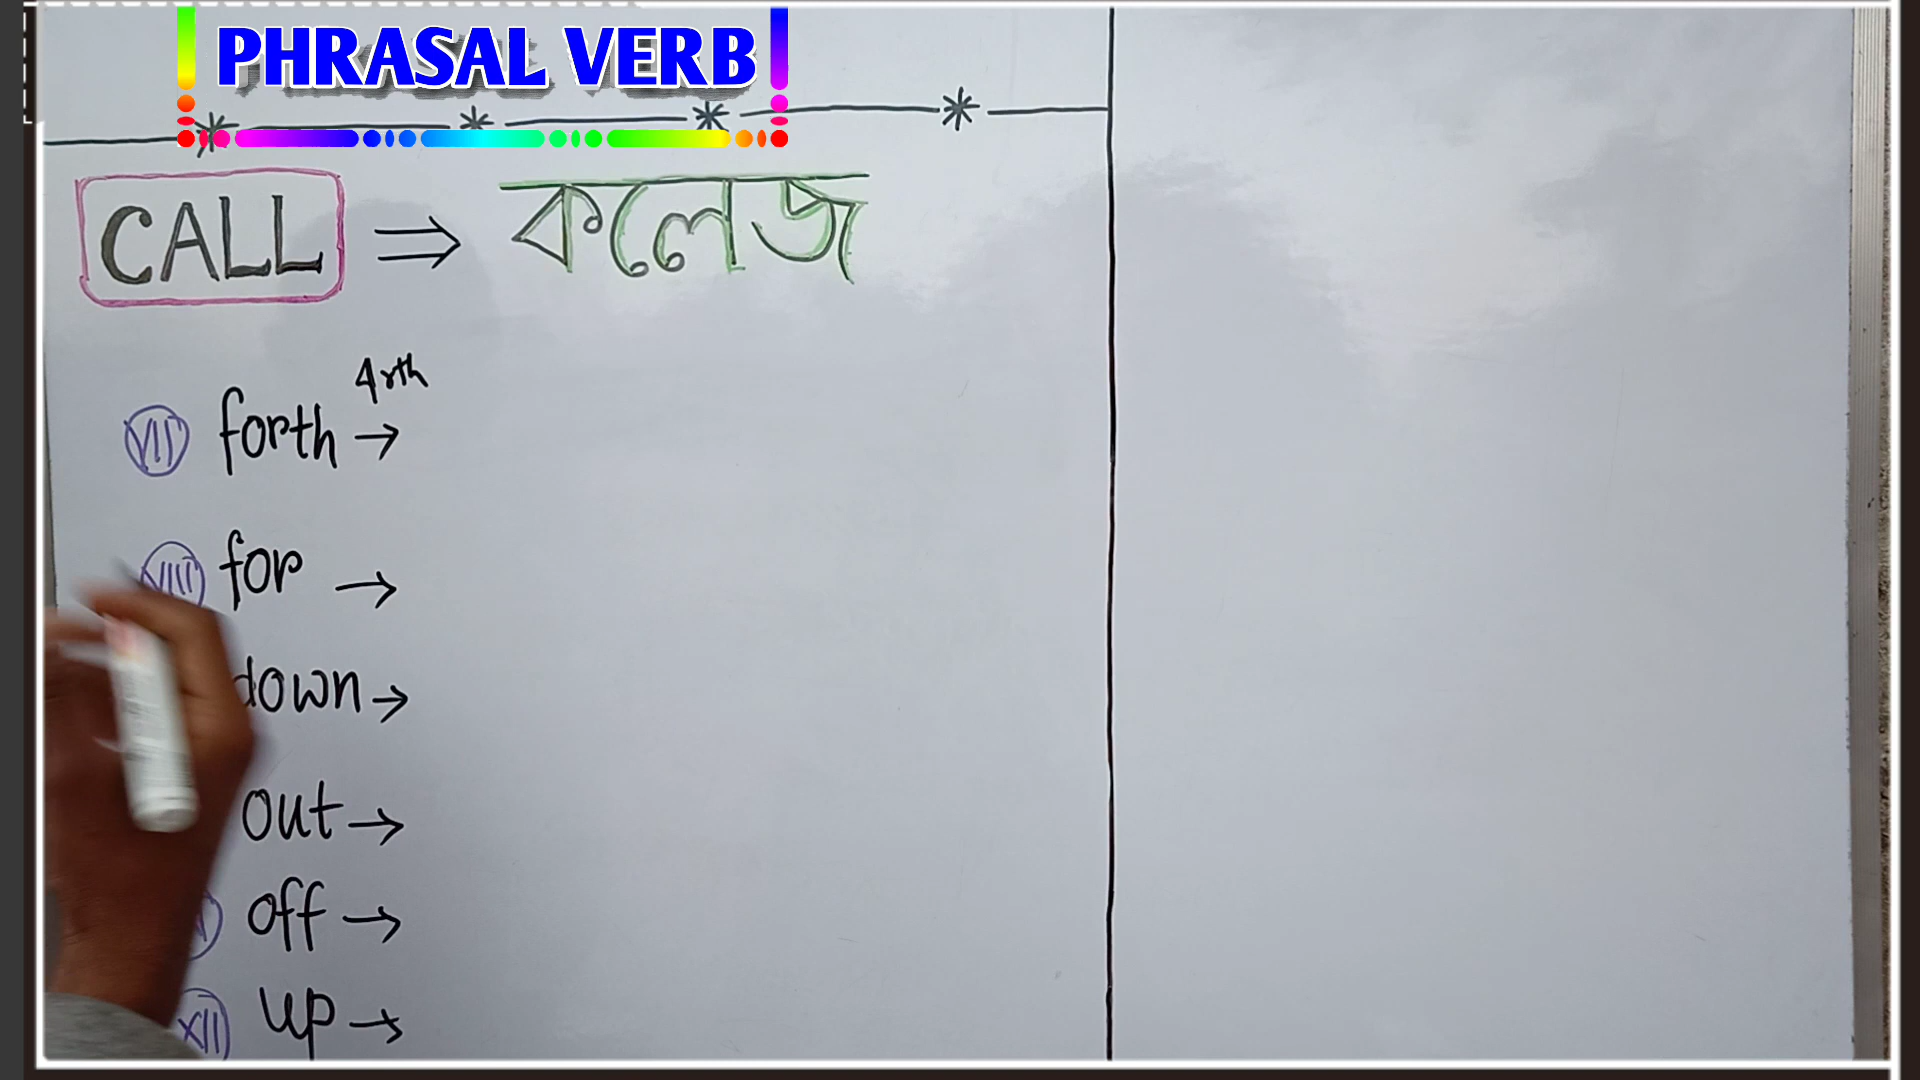 PHRASAL VERB
CALL ⇒ কলেজ
4rth
VII forth →
VIII for →
down →
out →
off →
XII up →